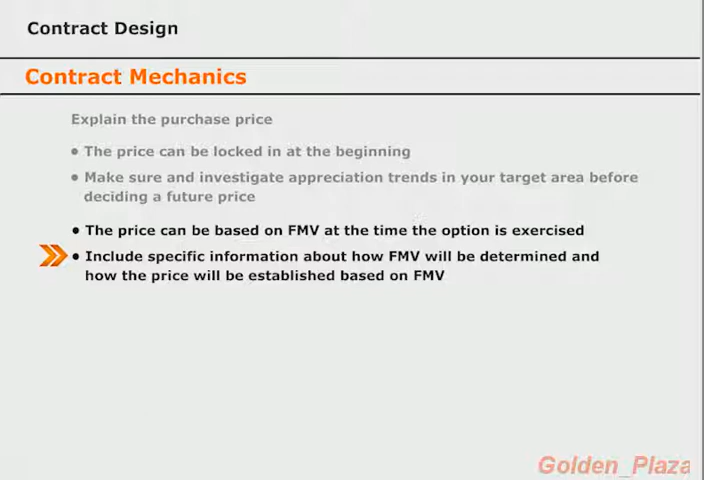 Contract Design
Contract Mechanics
Explain the purchase price
• The price can be locked in at the beginning
• Make sure and investigate appreciation trends in your target area before
deciding a future price
• The price can be based on FMV at the time the option is exercised
• Include specific information about how FMV will be determined and
how the price will be established based on FMV
Golden_Plaza